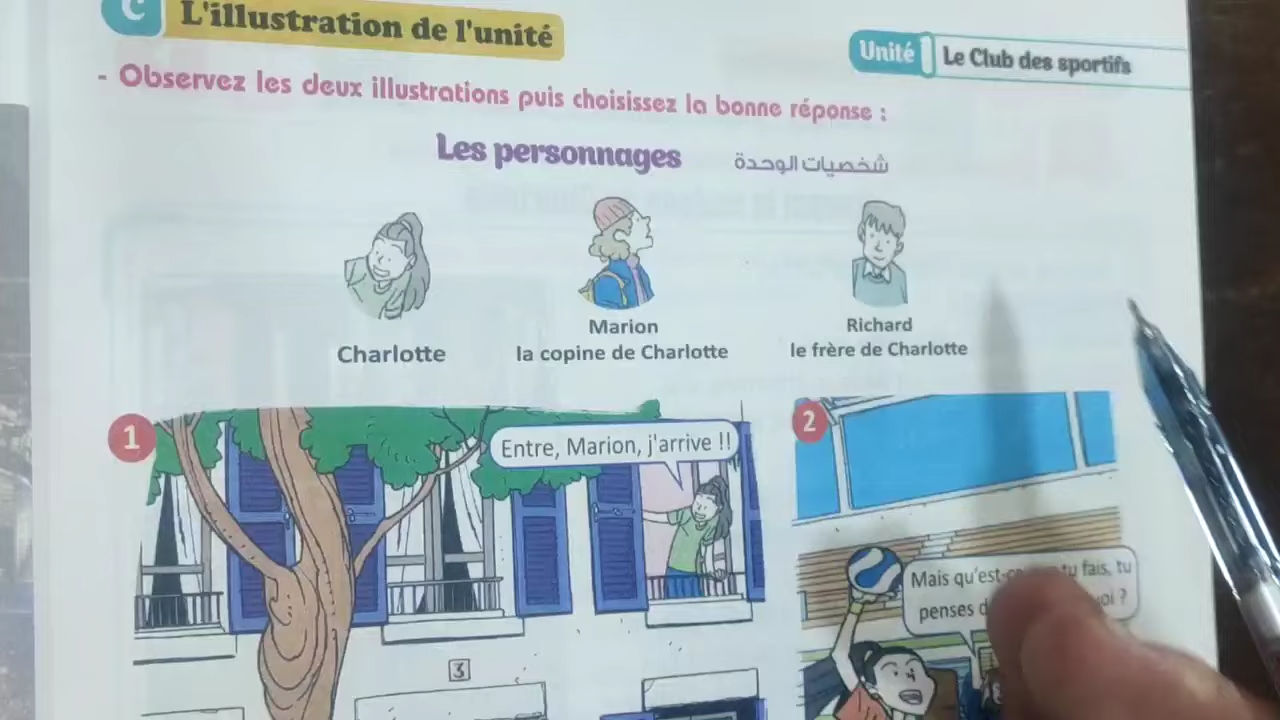 C L'illustration de l'unité
Unité Le Club des sportifs
- Observez les deux illustrations puis choisissez la bonne réponse :
Les personnages شخصيات الوحدة
Charlotte
Marion
la copine de Charlotte
Richard
le frère de Charlotte
1
Entre, Marion, j'arrive !!
3
2
Mais qu'est- tu fais, tu
penses ?